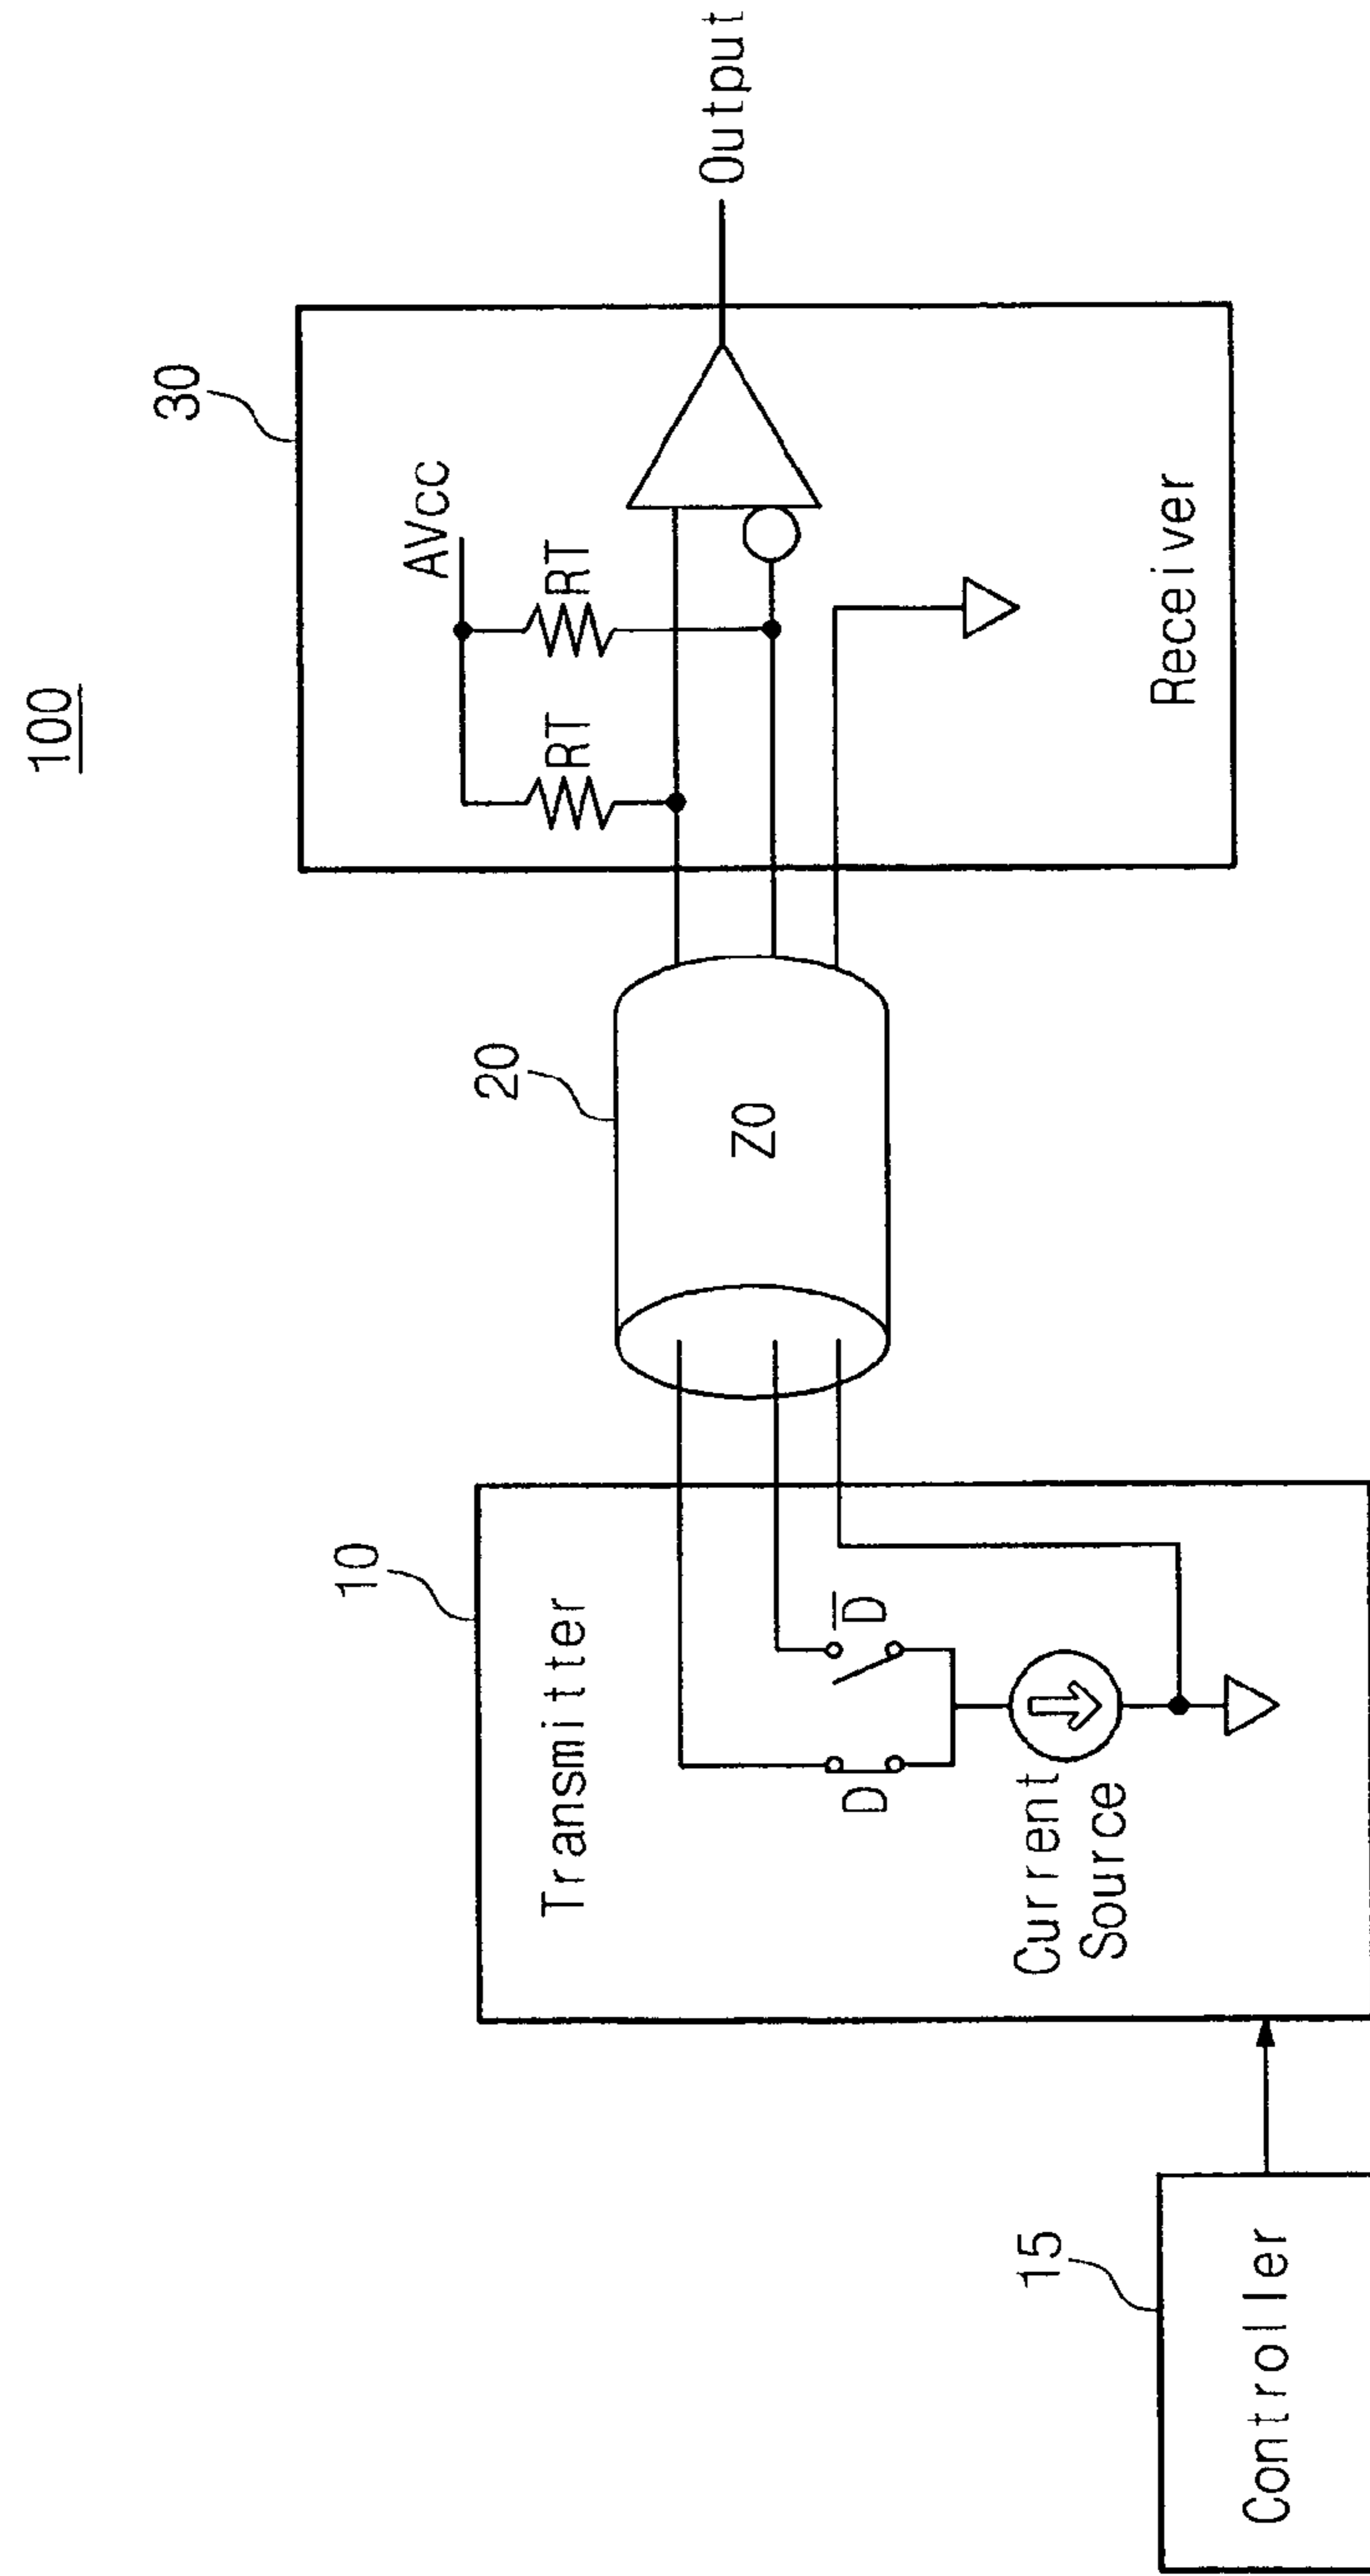 100
30
AVcc
RT
RT
Output
Receiver
20
Z0
10
Transmitter
D
D̅
Current
Source
15
Controller